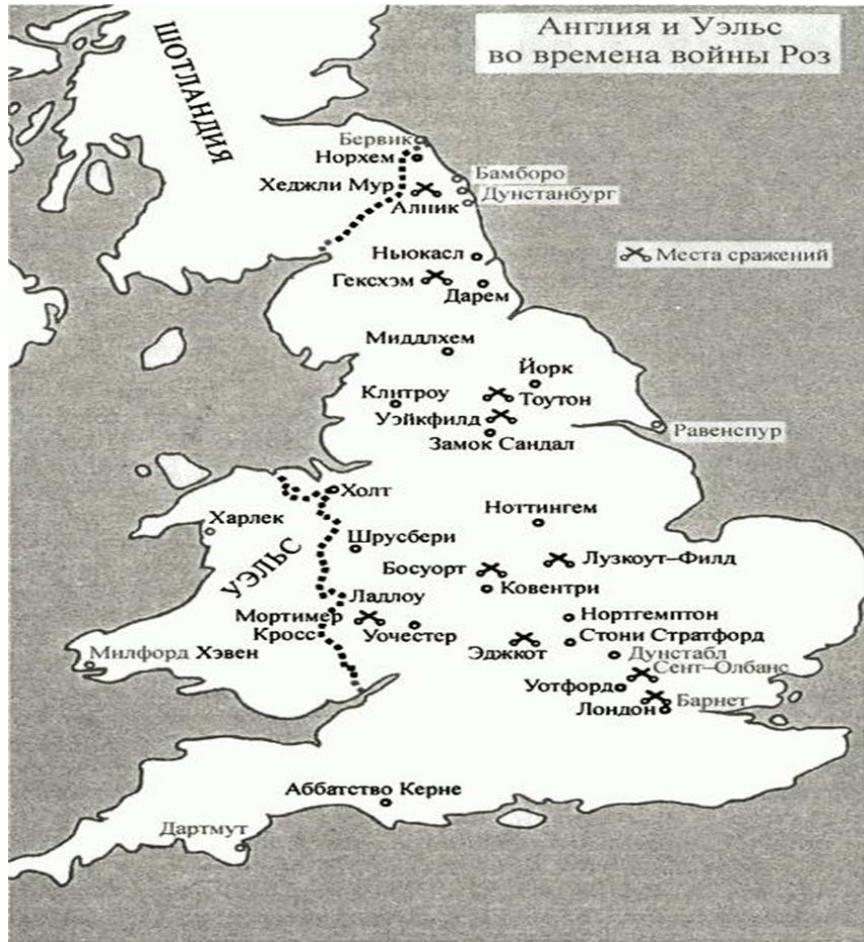 Англия и Уэльс
во времена войны Роз
ШОТЛАНДИЯ
Бервик
Норхем
Бамборо
Хеджли Мур
Дунстанбург
Алник
Ньюкасл
Места сражений
Гексхэм
Дарем
Миддлхем
Йорк
Клитроу
Тоутон
Уэйкфилд
Равенспур
Замок Сандал
Холт
Ноттингем
Харлек
Шрусбери
УЭЛЬС
Босуорт
Лузкоут–Филд
Ковентри
Ладлоу
Мортимер
Кросс
Нортгемптон
Уочестер
Стони Стратфорд
Эджкот
Дунстабл
Милфорд Хэвен
Сент–Олбанс
Уотфорд
Барнет
Лондон
Аббатство Керне
Дартмут